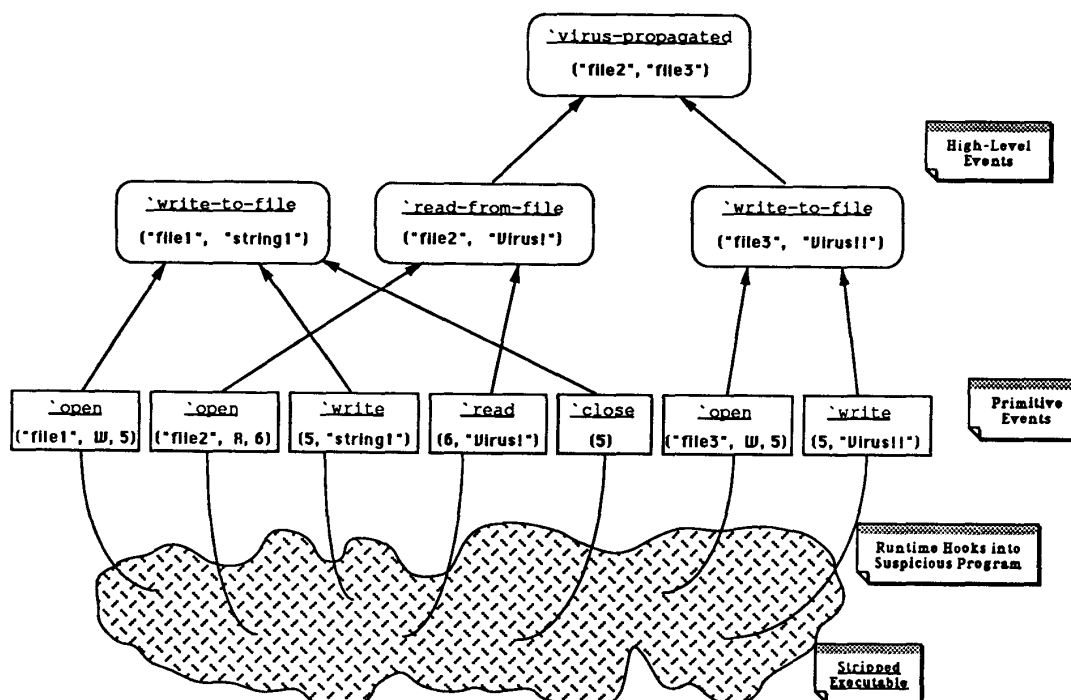 `virus-propagated
("file2", "file3")
High-Level
Events
`write-to-file
("file1", "string1")
`read-from-file
("file2", "Virus!")
`write-to-file
("file3", "Virus!!")
Primitive
Events
`open
("file1", W, 5)
`open
("file2", R, 6)
`write
(5, "string1")
`read
(6, "Virus!")
`close
(5)
`open
("file3", W, 5)
`write
(5, "Virus!!")
Runtime Hooks into
Suspicious Program
Stripped
Executable